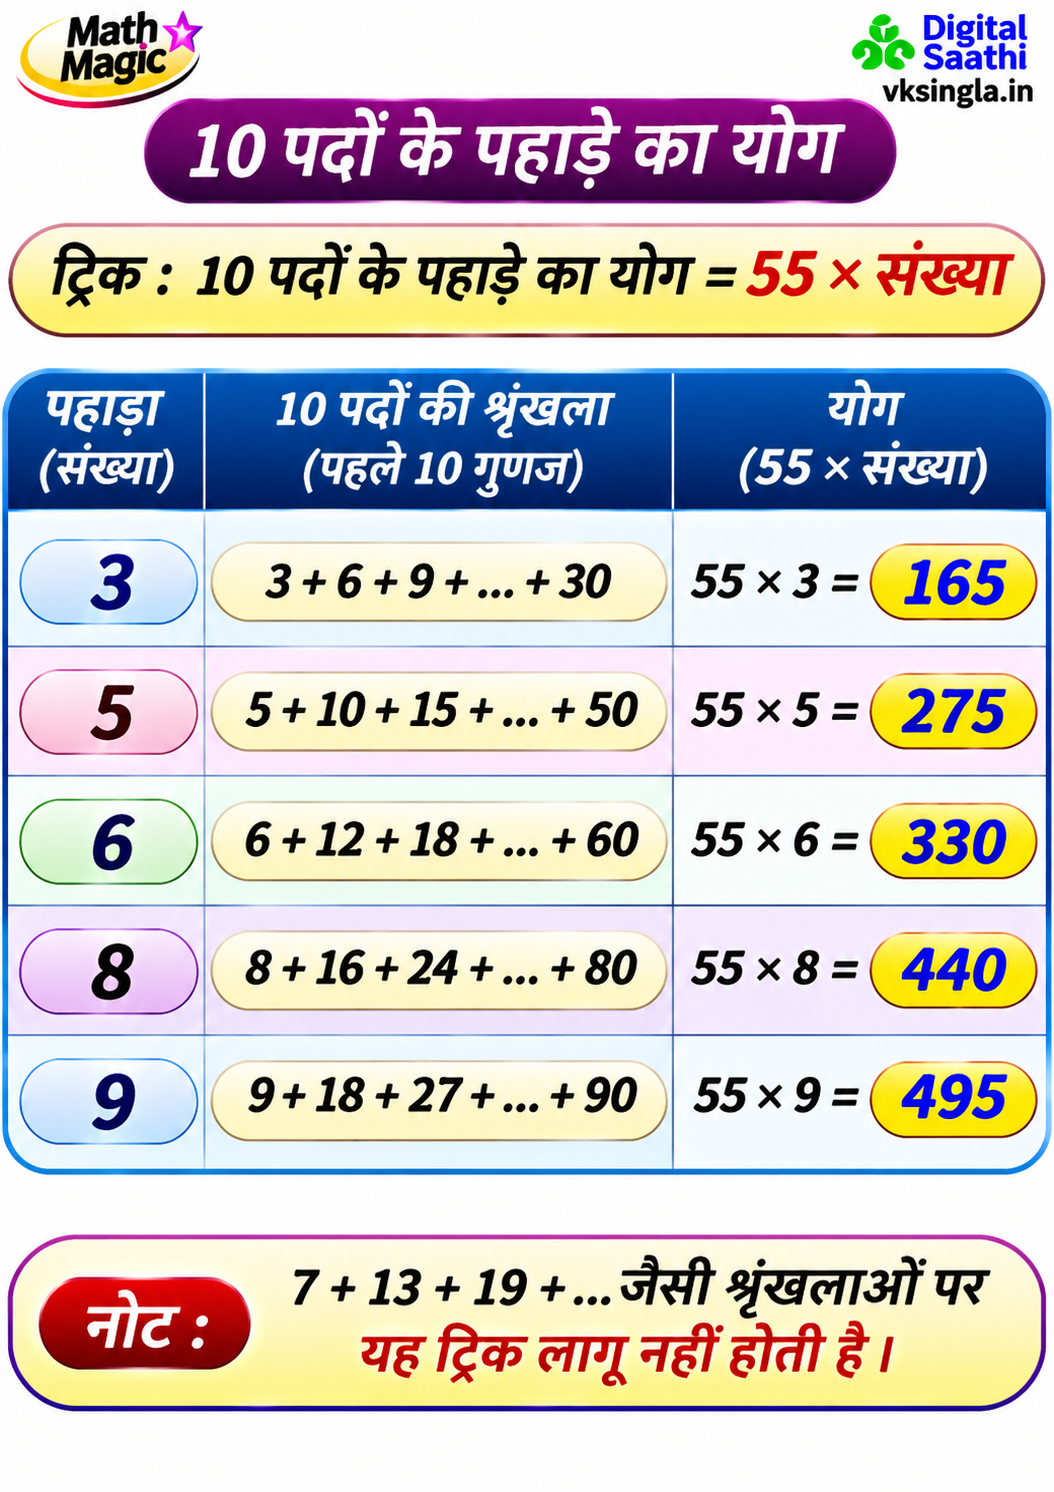 Math
Magic
Digital
Saathi
vksingla.in
10 पदों के पहाड़े का योग
ट्रिक : 10 पदों के पहाड़े का योग = 55 × संख्या
पहाड़ा
(संख्या)
10 पदों की श्रृंखला
(पहले 10 गुणज)
योग
(55 × संख्या)
3
3 + 6 + 9 + ... + 30
55 × 3 = 165
5
5 + 10 + 15 + ... + 50
55 × 5 = 275
6
6 + 12 + 18 + ... + 60
55 × 6 = 330
8
8 + 16 + 24 + ... + 80
55 × 8 = 440
9
9 + 18 + 27 + ... + 90
55 × 9 = 495
नोट :
7 + 13 + 19 + ... जैसी श्रृंखलाओं पर
यह ट्रिक लागू नहीं होती है ।